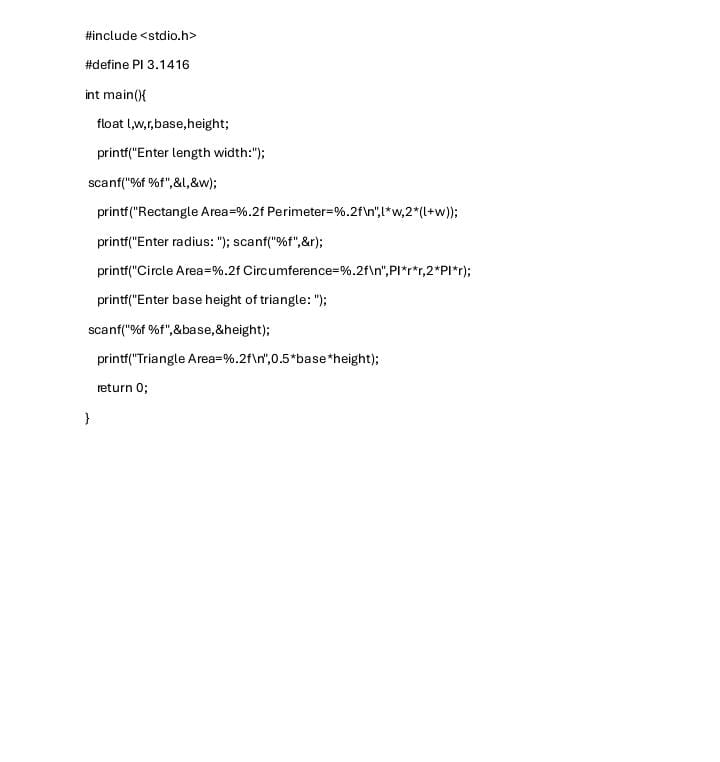 #include <stdio.h>
#define PI 3.1416
int main(){
float l,w,r,base,height;
printf("Enter length width:");
scanf("%f %f",&l,&w);
printf("Rectangle Area=%.2f Perimeter=%.2f\n",l*w,2*(l+w));
printf("Enter radius: "); scanf("%f",&r);
printf("Circle Area=%.2f Circumference=%.2f\n",PI*r*r,2*PI*r);
printf("Enter base height of triangle: ");
scanf("%f %f",&base,&height);
printf("Triangle Area=%.2f\n",0.5*base*height);
return 0;
}